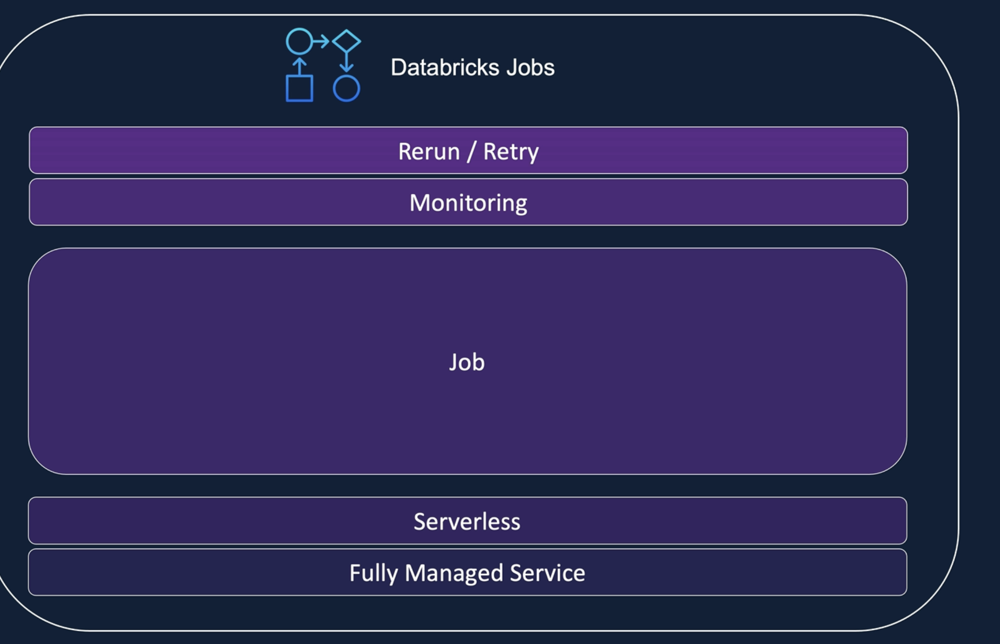 Databricks Jobs
Rerun / Retry
Monitoring
Job
Serverless
Fully Managed Service